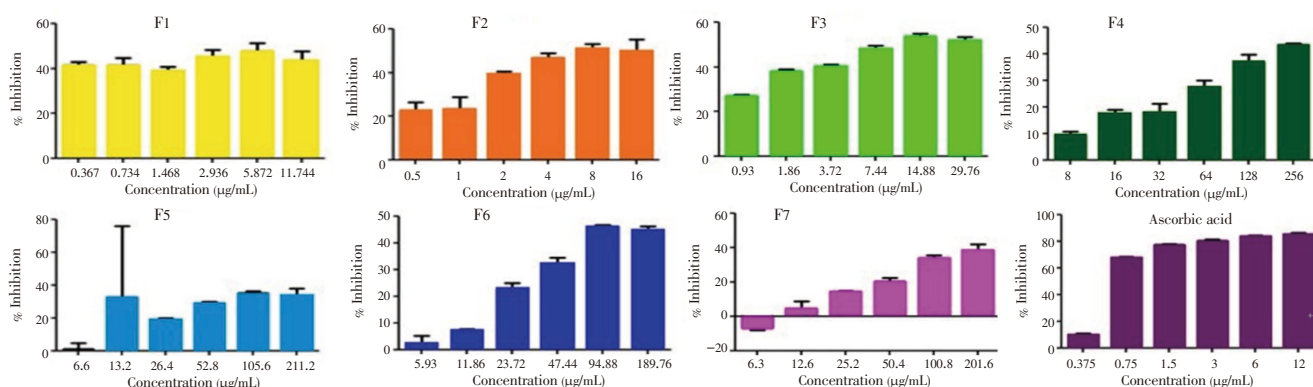 F1
60
40
20
0
% Inhibition
0.367 0.734 1.468 2.936 5.872 11.744
Concentration (µg/mL)
F2
60
40
20
0
% Inhibition
0.5 1 2 4 8 16
Concentration (µg/mL)
F3
60
40
20
0
% Inhibition
0.93 1.86 3.72 7.44 14.88 29.76
Concentration (µg/mL)
F4
50
40
30
20
10
0
% Inhibition
8 16 32 64 128 256
Concentration (µg/mL)
F5
80
60
40
20
0
% Inhibition
6.6 13.2 26.4 52.8 105.6 211.2
Concentration (µg/mL)
F6
50
40
30
20
10
0
% Inhibition
5.93 11.86 23.72 47.44 94.88 189.76
Concentration (µg/mL)
F7
60
40
20
0
−20
% Inhibition
6.3 12.6 25.2 50.4 100.8 201.6
Concentration (µg/mL)
Ascorbic acid
100
80
60
40
20
0
% Inhibition
0.375 0.75 1.5 3 6 12
Concentration (µg/mL)